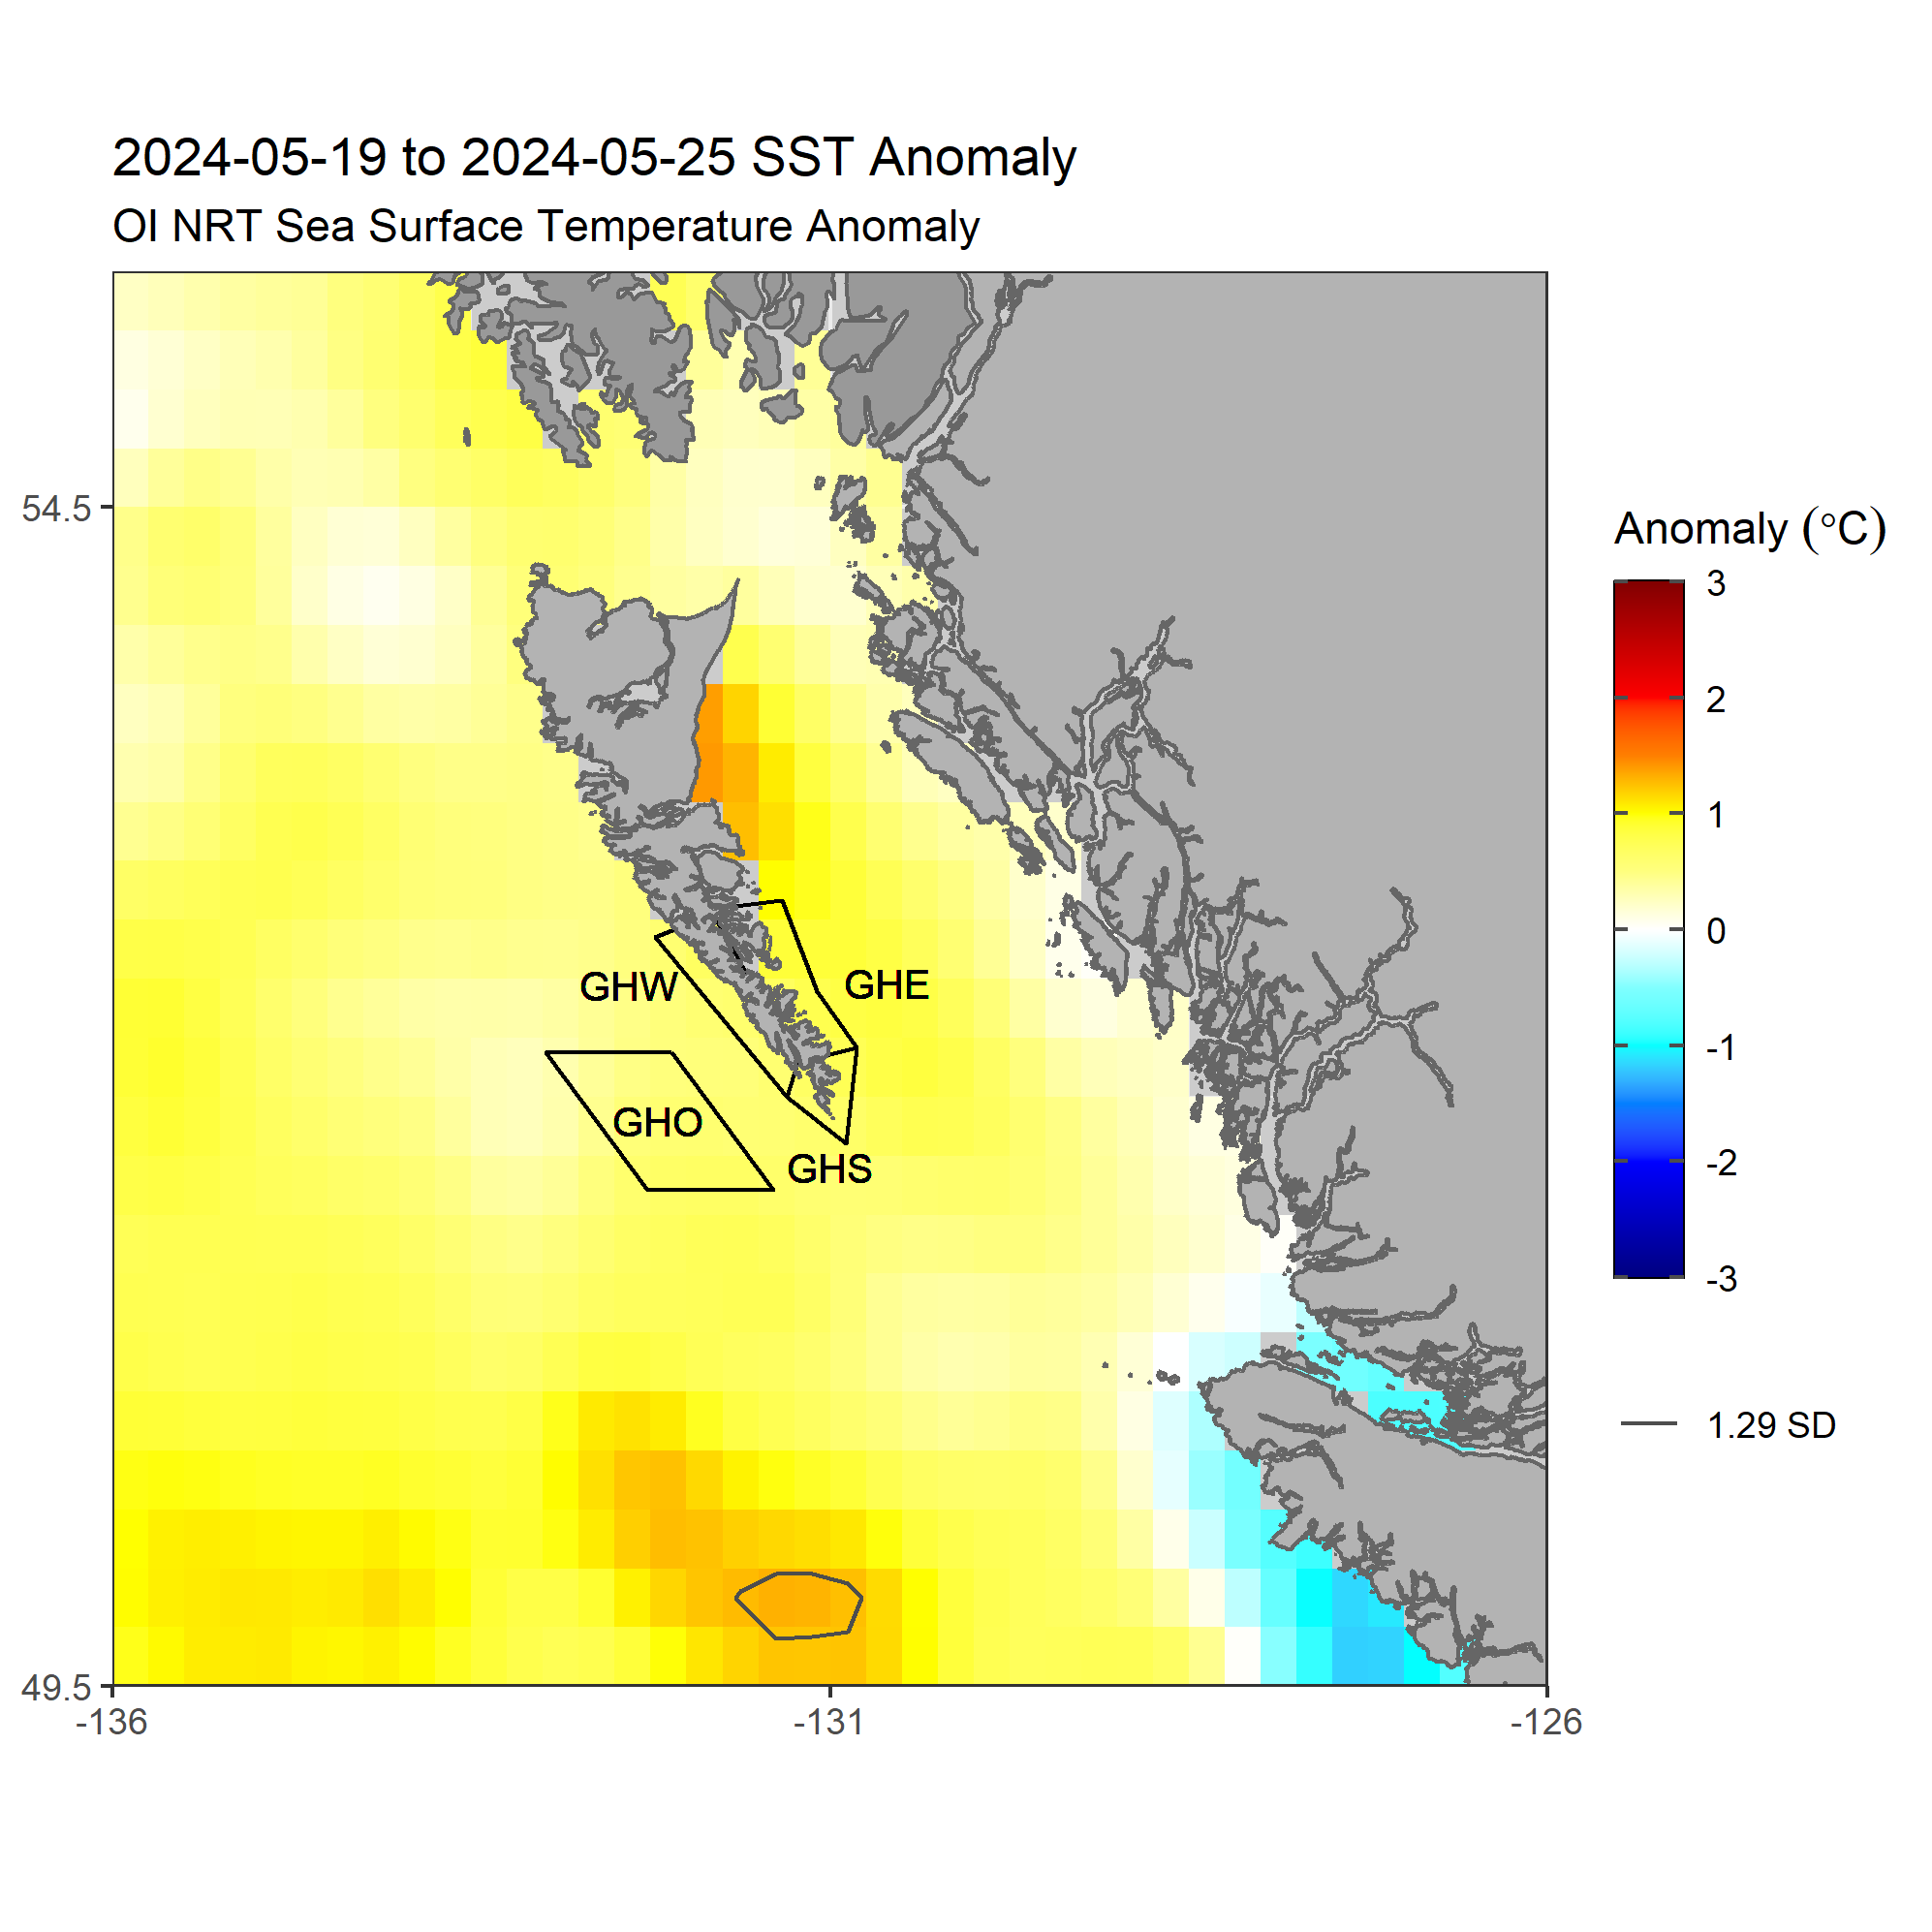 2024-05-19 to 2024-05-25 SST Anomaly
OI NRT Sea Surface Temperature Anomaly
54.5
49.5
-136
-131
-126
GHW
GHE
GHO
GHS
Anomaly (°C)
3
2
1
0
-1
-2
-3
1.29 SD